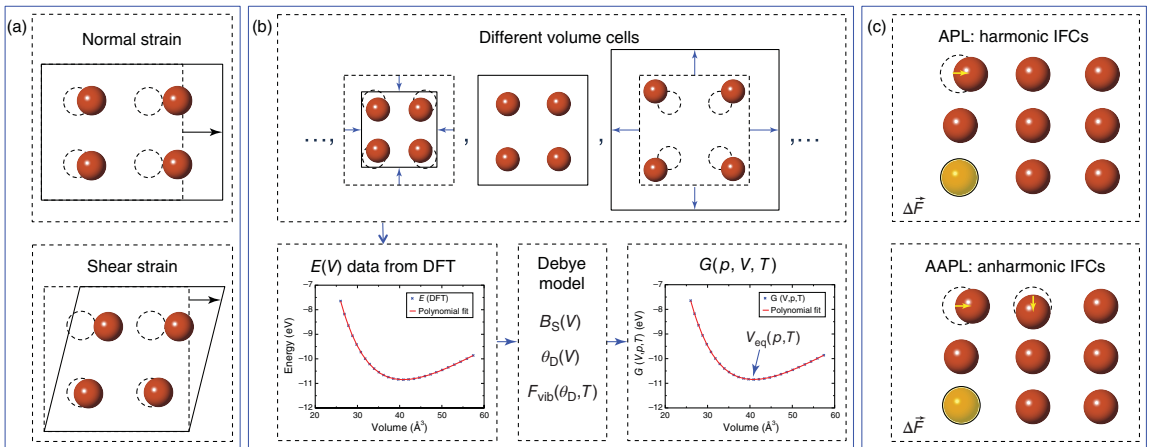 (a)
Normal strain
Shear strain
(b)
Different volume cells
..., , , ,...
E(V) data from DFT
−7
−8
−9
−10
−11
−12
Energy (eV)
× E (DFT)
Polynomial fit
20 30 40 50 60
Volume (Å³)
Debye
model
B_S(V)
θ_D(V)
F_vib(θ_D,T)
G(p, V, T)
−7
−8
−9
−10
−11
−12
G (V,p,T) (eV)
× G (V,p,T)
Polynomial fit
V_eq(p,T)
20 30 40 50 60
Volume (Å³)
(c)
APL: harmonic IFCs
ΔF⃗
AAPL: anharmonic IFCs
ΔF⃗